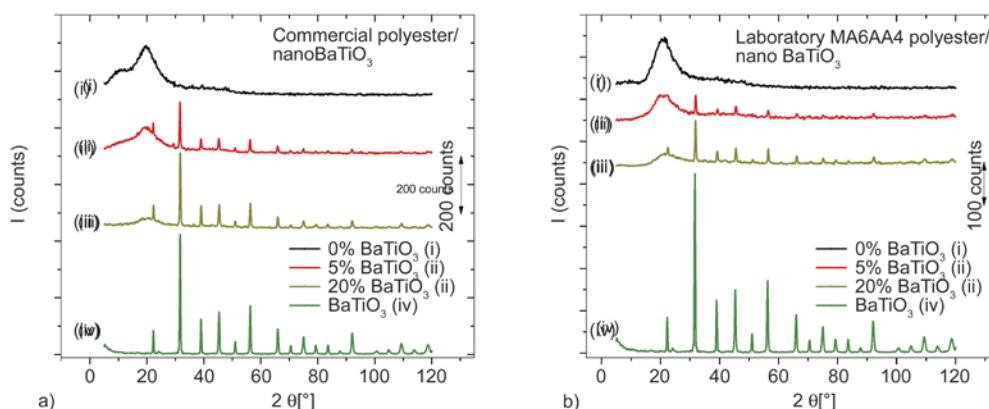 Commercial polyester/
nanoBaTiO₃
(i)
(ii)
(iii)
(iv)
I (counts)
200 counts
200 counts
0% BaTiO₃ (i)
5% BaTiO₃ (ii)
20% BaTiO₃ (ii)
BaTiO₃ (iv)
0 20 40 60 80 100 120
a) 2 θ[°]
Laboratory MA6AA4 polyester/
nano BaTiO₃
(i)
(ii)
(iii)
(iv)
I (counts)
100 counts
0% BaTiO₃ (i)
5% BaTiO₃ (ii)
20% BaTiO₃ (ii)
BaTiO₃ (iv)
0 20 40 60 80 100 120
b) 2 θ[°]